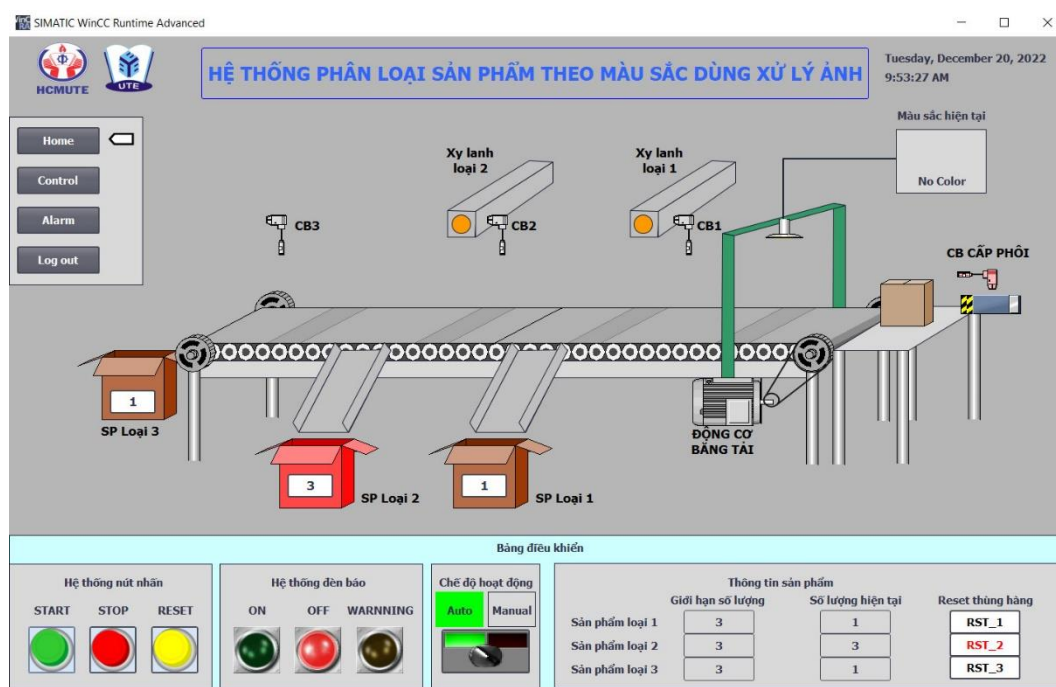 SIMATIC WinCC Runtime Advanced
HCMUTE
UTE
HỆ THỐNG PHÂN LOẠI SẢN PHẨM THEO MÀU SẮC DÙNG XỬ LÝ ẢNH
Tuesday, December 20, 2022
9:53:27 AM
Home
Control
Alarm
Log out
Màu sắc hiện tại
No Color
Xy lanh
loại 2
Xy lanh
loại 1
CB3
CB2
CB1
CB CẤP PHÔI
1
SP Loại 3
3
SP Loại 2
1
SP Loại 1
ĐỘNG CƠ
BĂNG TẢI
Bảng điều khiển
Hệ thống nút nhấn
START STOP RESET
Hệ thống đèn báo
ON OFF WARNNING
Chế độ hoạt động
Auto Manual
Thông tin sản phẩm
Giới hạn số lượng Số lượng hiện tại Reset thùng hàng
Sản phẩm loại 1 3 1 RST_1
Sản phẩm loại 2 3 3 RST_2
Sản phẩm loại 3 3 1 RST_3